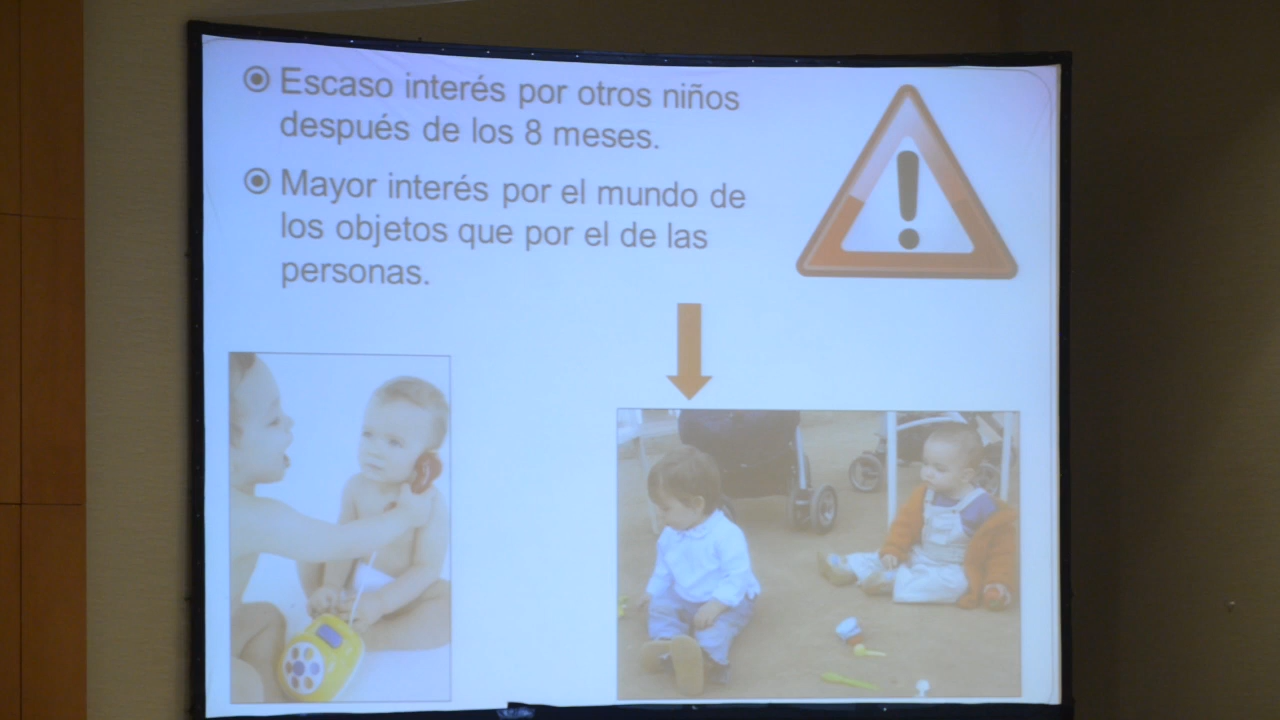 Escaso interés por otros niños
después de los 8 meses.
Mayor interés por el mundo de
los objetos que por el de las
personas.